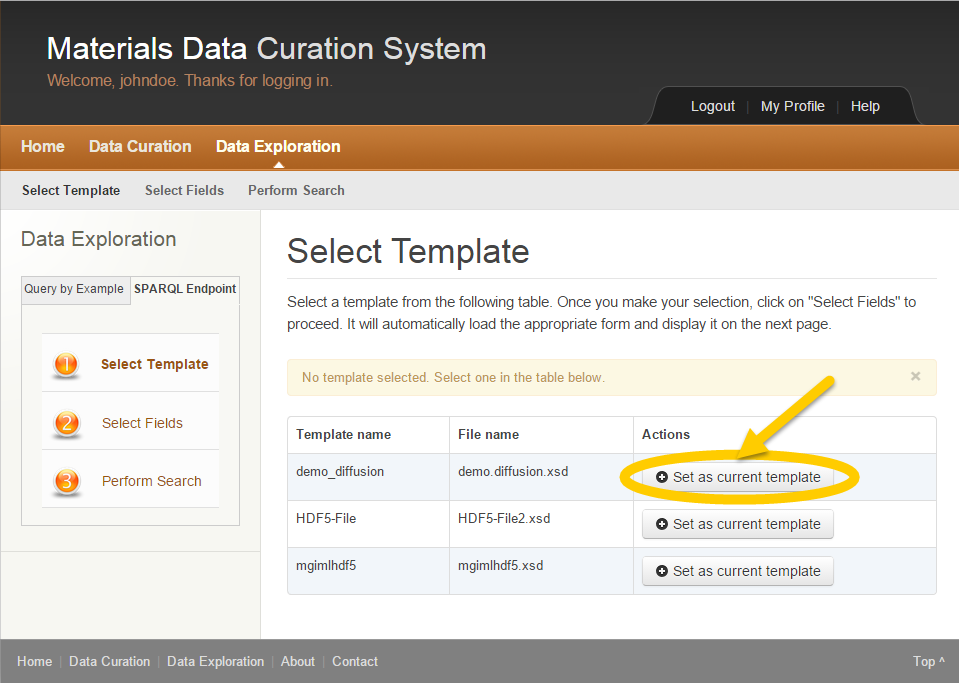 Materials Data Curation System
Welcome, johndoe. Thanks for logging in.
Logout | My Profile | Help
Home Data Curation Data Exploration
Select Template Select Fields Perform Search
Data Exploration
Query by Example SPARQL Endpoint
1 Select Template
2 Select Fields
3 Perform Search
Select Template
Select a template from the following table. Once you make your selection, click on "Select Fields" to
proceed. It will automatically load the appropriate form and display it on the next page.
No template selected. Select one in the table below. ×
Template name File name Actions
demo_diffusion demo.diffusion.xsd Set as current template
HDF5-File HDF5-File2.xsd Set as current template
mgimlhdf5 mgimlhdf5.xsd Set as current template
Home | Data Curation | Data Exploration | About | Contact Top ^